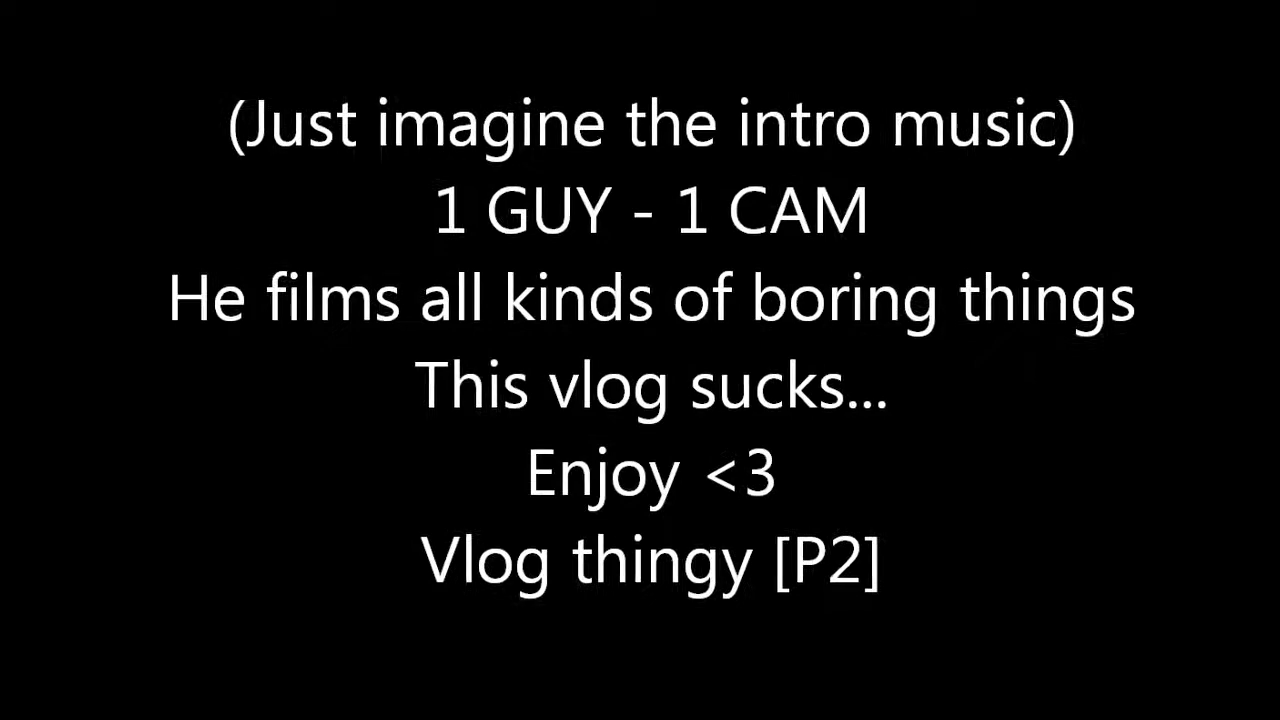 (Just imagine the intro music)
1 GUY - 1 CAM
He films all kinds of boring things
This vlog sucks...
Enjoy <3
Vlog thingy [P2]